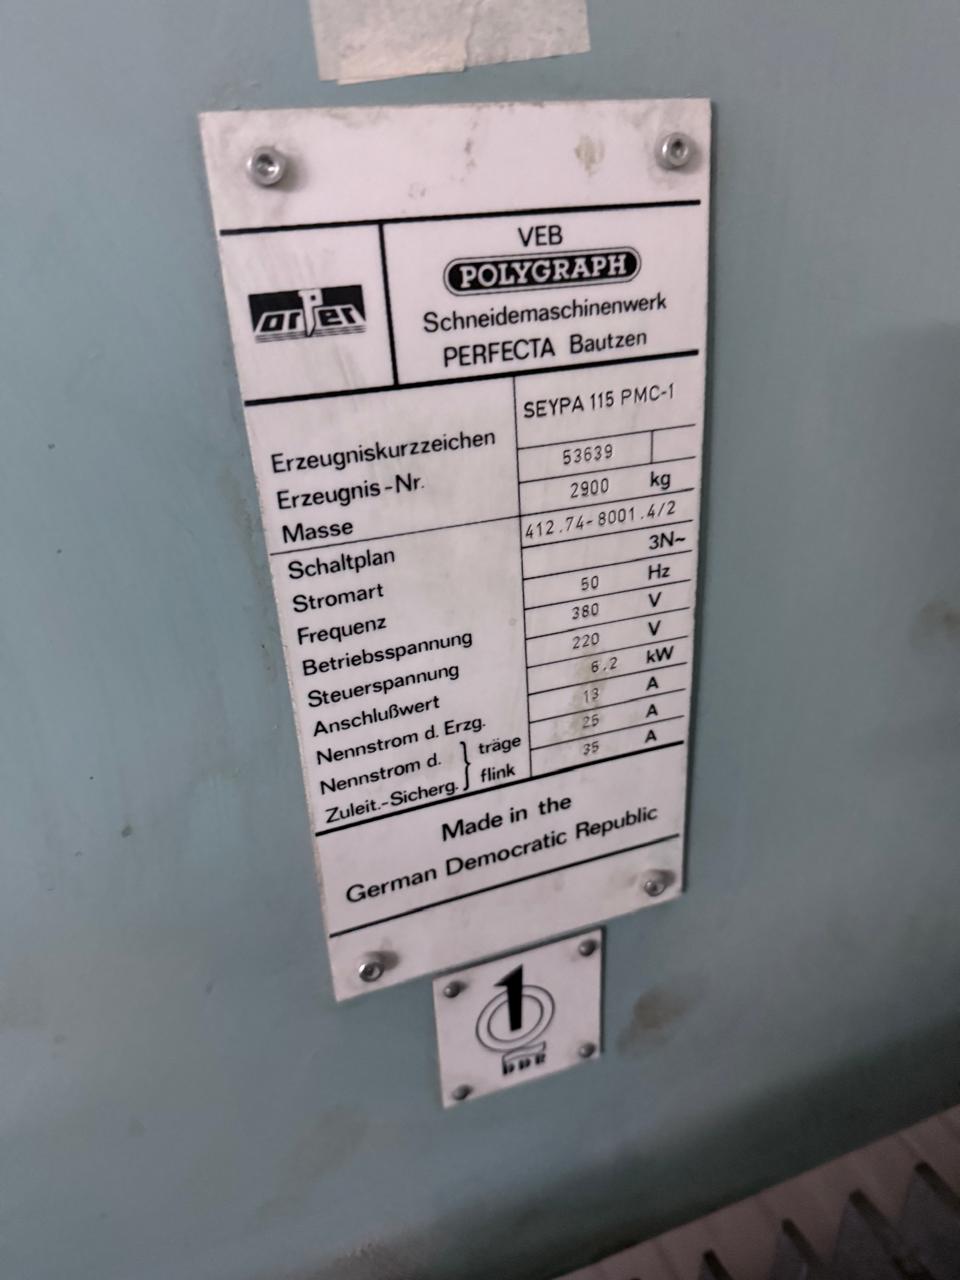 VEB
POLYGRAPH
Schneidemaschinenwerk
PERFECTA Bautzen
Erzeugniskurzzeichen SEYPA 115 PMC-1
Erzeugnis-Nr. 53639
Masse 2900 kg
Schaltplan 412.74-8001.4/2
Stromart 3N~
Frequenz 50 Hz
Betriebsspannung 380 V
Steuerspannung 220 V
Anschlußwert 6.2 kW
Nennstrom d. Erzg. 13 A
Nennstrom d. träge 25 A
Zuleit.-Sicherg. flink 35 A
Made in the
German Democratic Republic
1
DDR